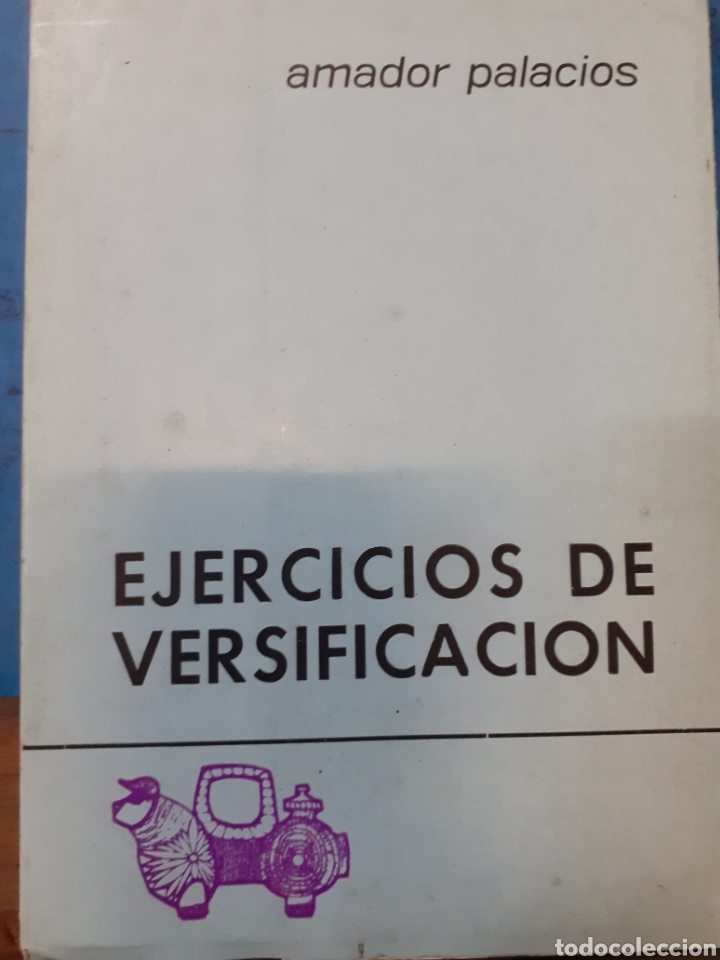 amador palacios
EJERCICIOS DE
VERSIFICACION
todocoleccion